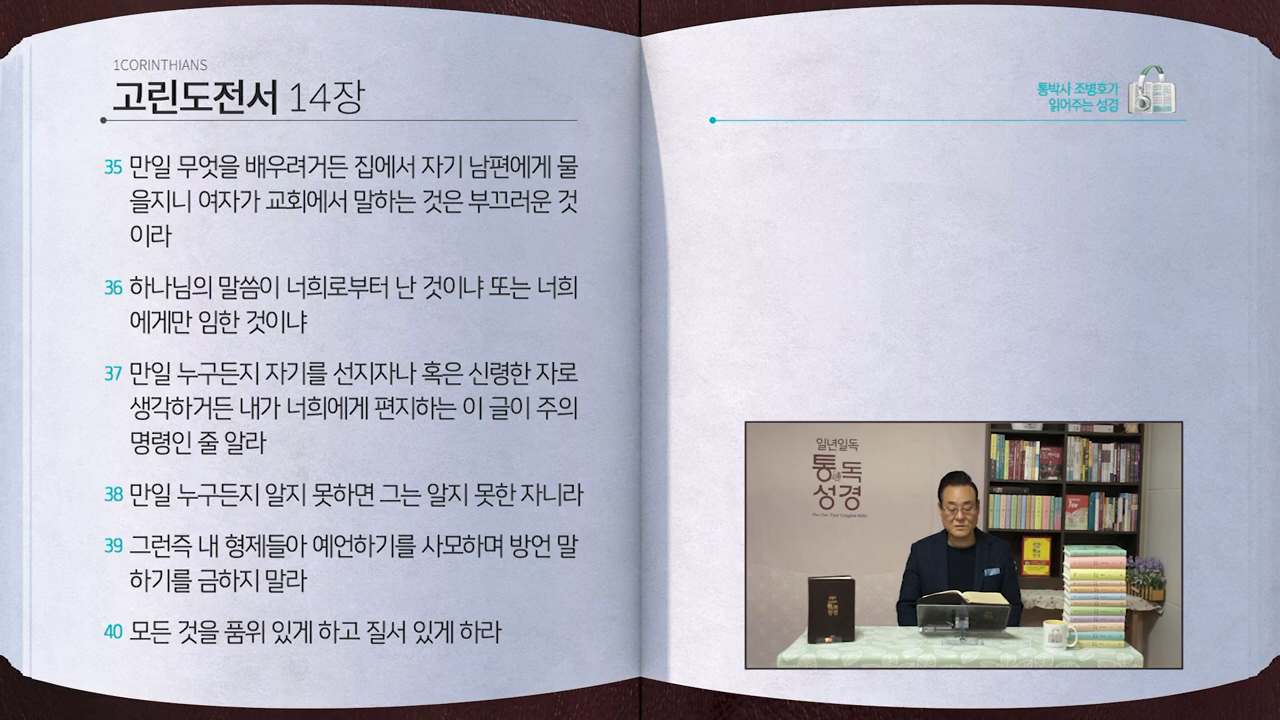 1CORINTHIANS
고린도전서 14장
35 만일 무엇을 배우려거든 집에서 자기 남편에게 물
을지니 여자가 교회에서 말하는 것은 부끄러운 것
이라
36 하나님의 말씀이 너희로부터 난 것이냐 또는 너희
에게만 임한 것이냐
37 만일 누구든지 자기를 선지자나 혹은 신령한 자로
생각하거든 내가 너희에게 편지하는 이 글이 주의
명령인 줄 알라
38 만일 누구든지 알지 못하면 그는 알지 못한 자니라
39 그런즉 내 형제들아 예언하기를 사모하며 방언 말
하기를 금하지 말라
40 모든 것을 품위 있게 하고 질서 있게 하라
통박사 조병호가
읽어주는 성경
일년일독
통독
성경
통독
성경